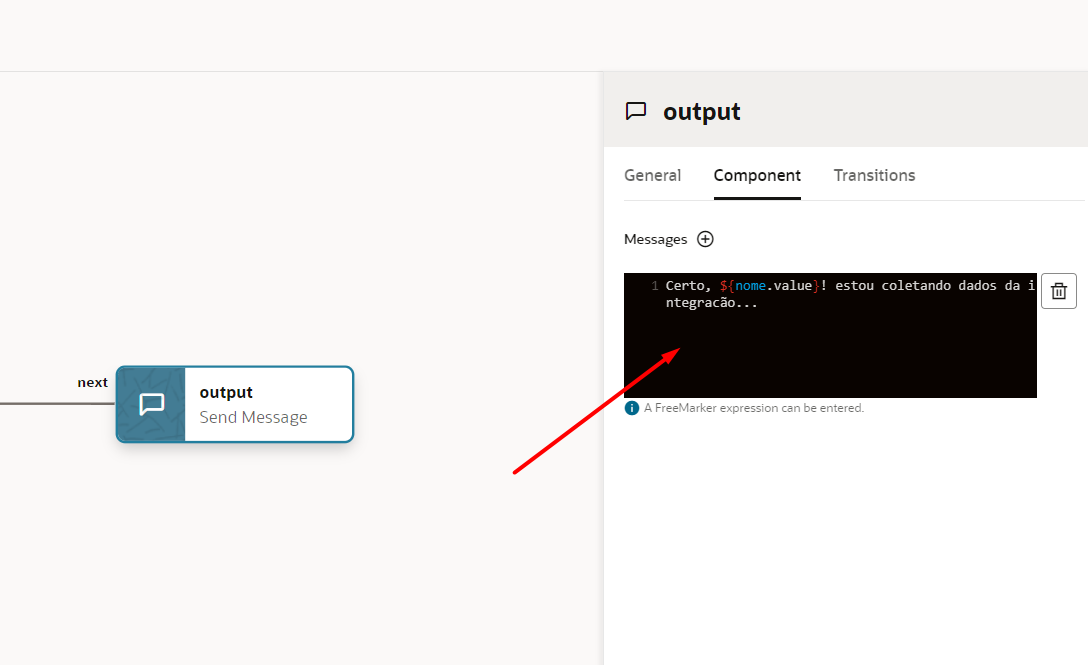 output
General Component Transitions
Messages
1 Certo, ${nome.value}! estou coletando dados da i
ntegracão...
A FreeMarker expression can be entered.
next
output
Send Message